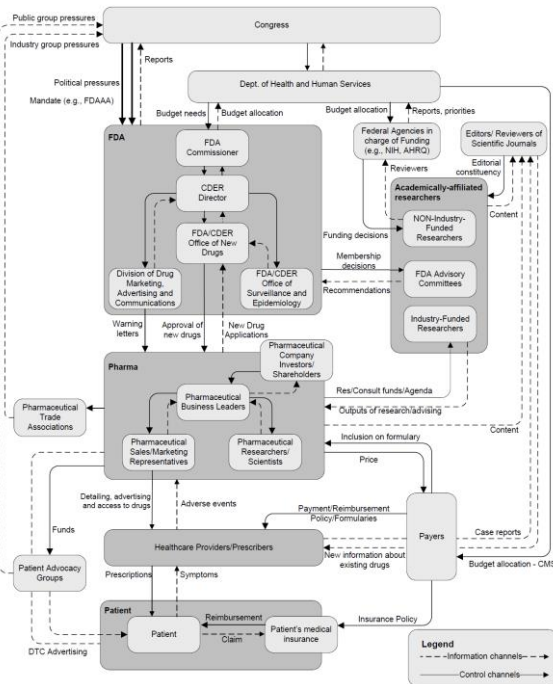 Public group pressures
Congress
Industry group pressures
Reports
Political pressures
Dept. of Health and Human Services
Mandate (e.g., FDAAA)
Budget needs
Budget allocation
Budget allocation
Reports, priorities
FDA
FDA
Commissioner
Federal Agencies in
charge of Funding
(e.g., NIH, AHRQ)
Editors/ Reviewers of
Scientific Journals
Reviewers
Editorial
constituency
CDER
Director
Academically-affiliated
researchers
Content
NON-Industry-
Funded
Researchers
FDA/CDER
Office of New
Drugs
Funding decisions
Membership
decisions
Division of Drug
Marketing,
Advertising and
Communications
FDA/CDER
Office of
Surveillance and
Epidemiology
FDA Advisory
Committees
Recommendations
Industry-Funded
Researchers
Warning
letters
Approval of
new drugs
New Drug
Applications
Pharmaceutical
Company
Investors/
Shareholders
Pharma
Pharmaceutical
Business Leaders
Res/Consult funds/Agenda
Outputs of research/advising
Pharmaceutical
Trade
Associations
Content
Pharmaceutical
Sales/Marketing
Representatives
Pharmaceutical
Researchers/
Scientists
Inclusion on formulary
Price
Detailing, advertising
and access to drugs
Adverse events
Funds
Payment/Reimbursement
Policy/Formularies
Payers
Case reports
Healthcare Providers/Prescribers
New information about
existing drugs
Patient Advocacy
Groups
Budget allocation - CMS
Prescriptions
Symptoms
Patient
Insurance Policy
Reimbursement
Patient
Claim
Patient's medical
insurance
DTC Advertising
Legend
Information channels
Control channels